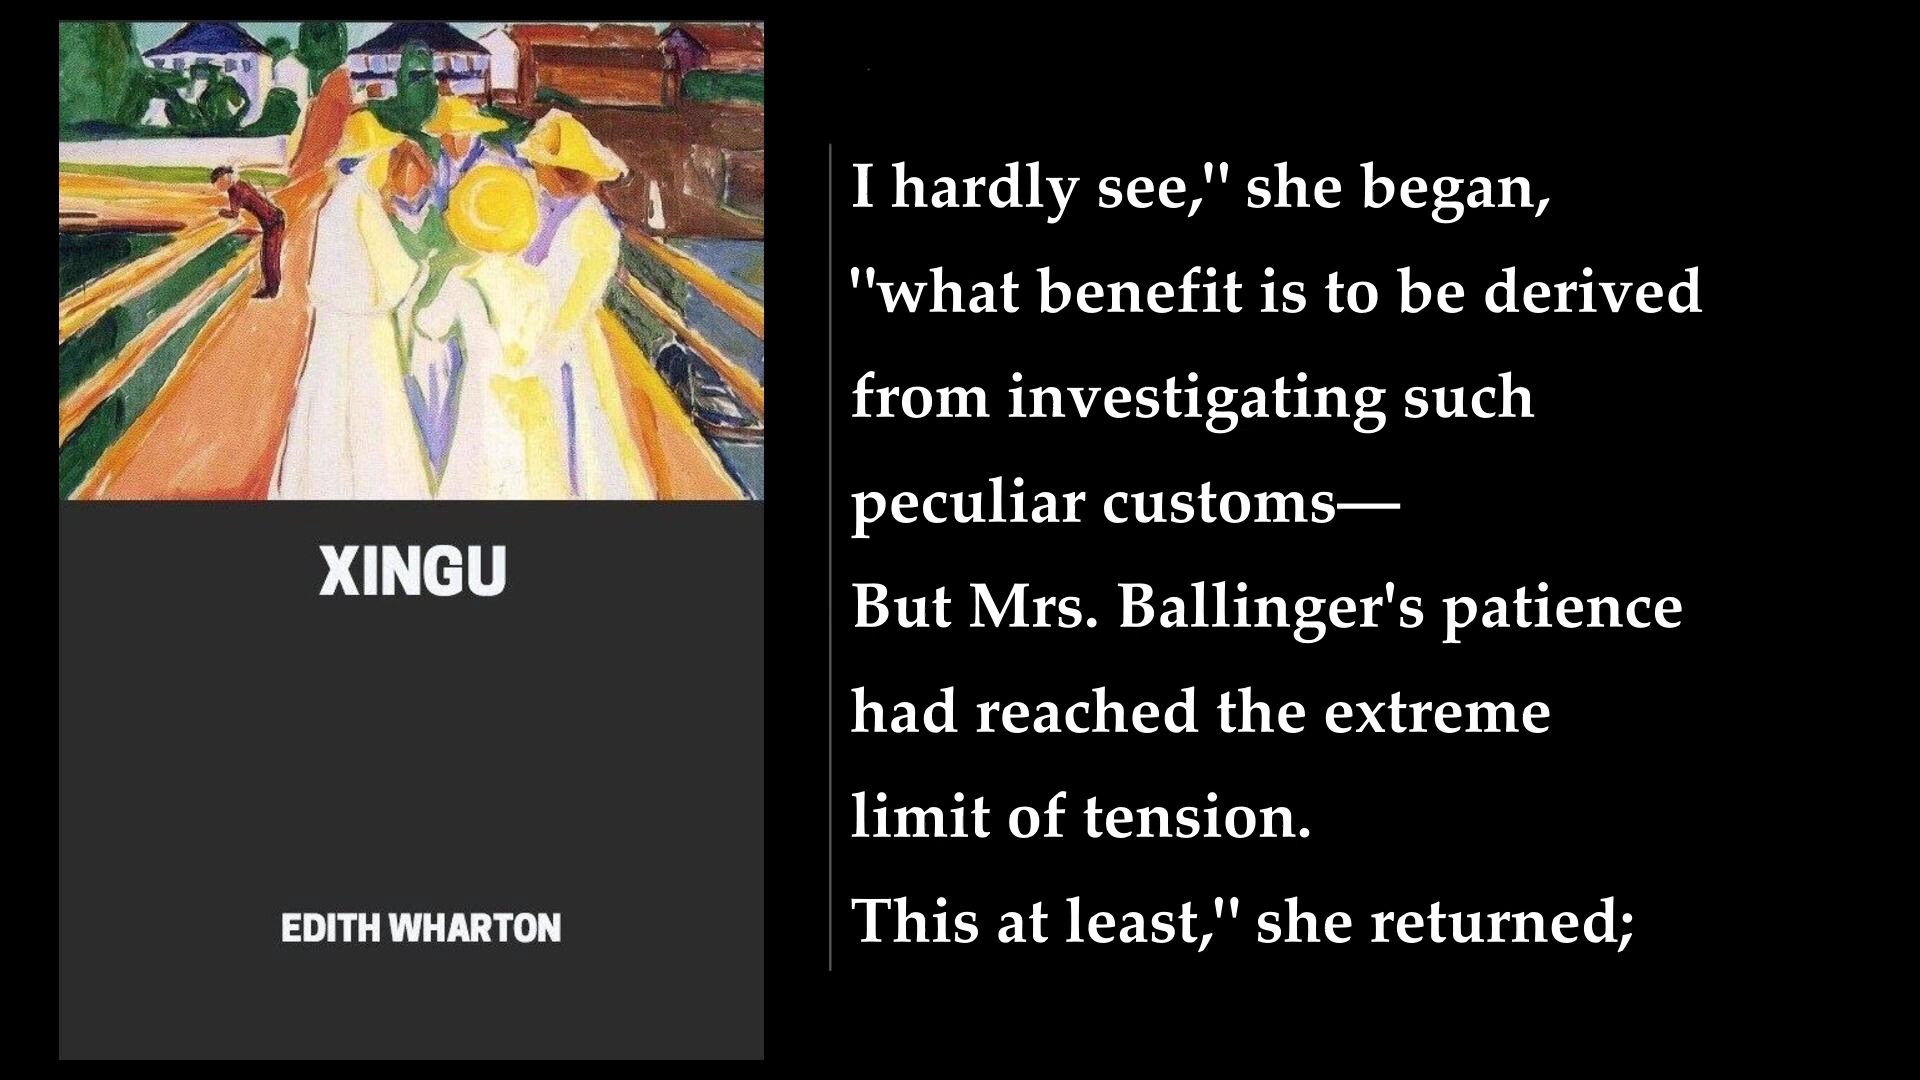 XINGU
EDITH WHARTON
I hardly see," she began,
"what benefit is to be derived
from investigating such
peculiar customs—
But Mrs. Ballinger's patience
had reached the extreme
limit of tension.
This at least," she returned;